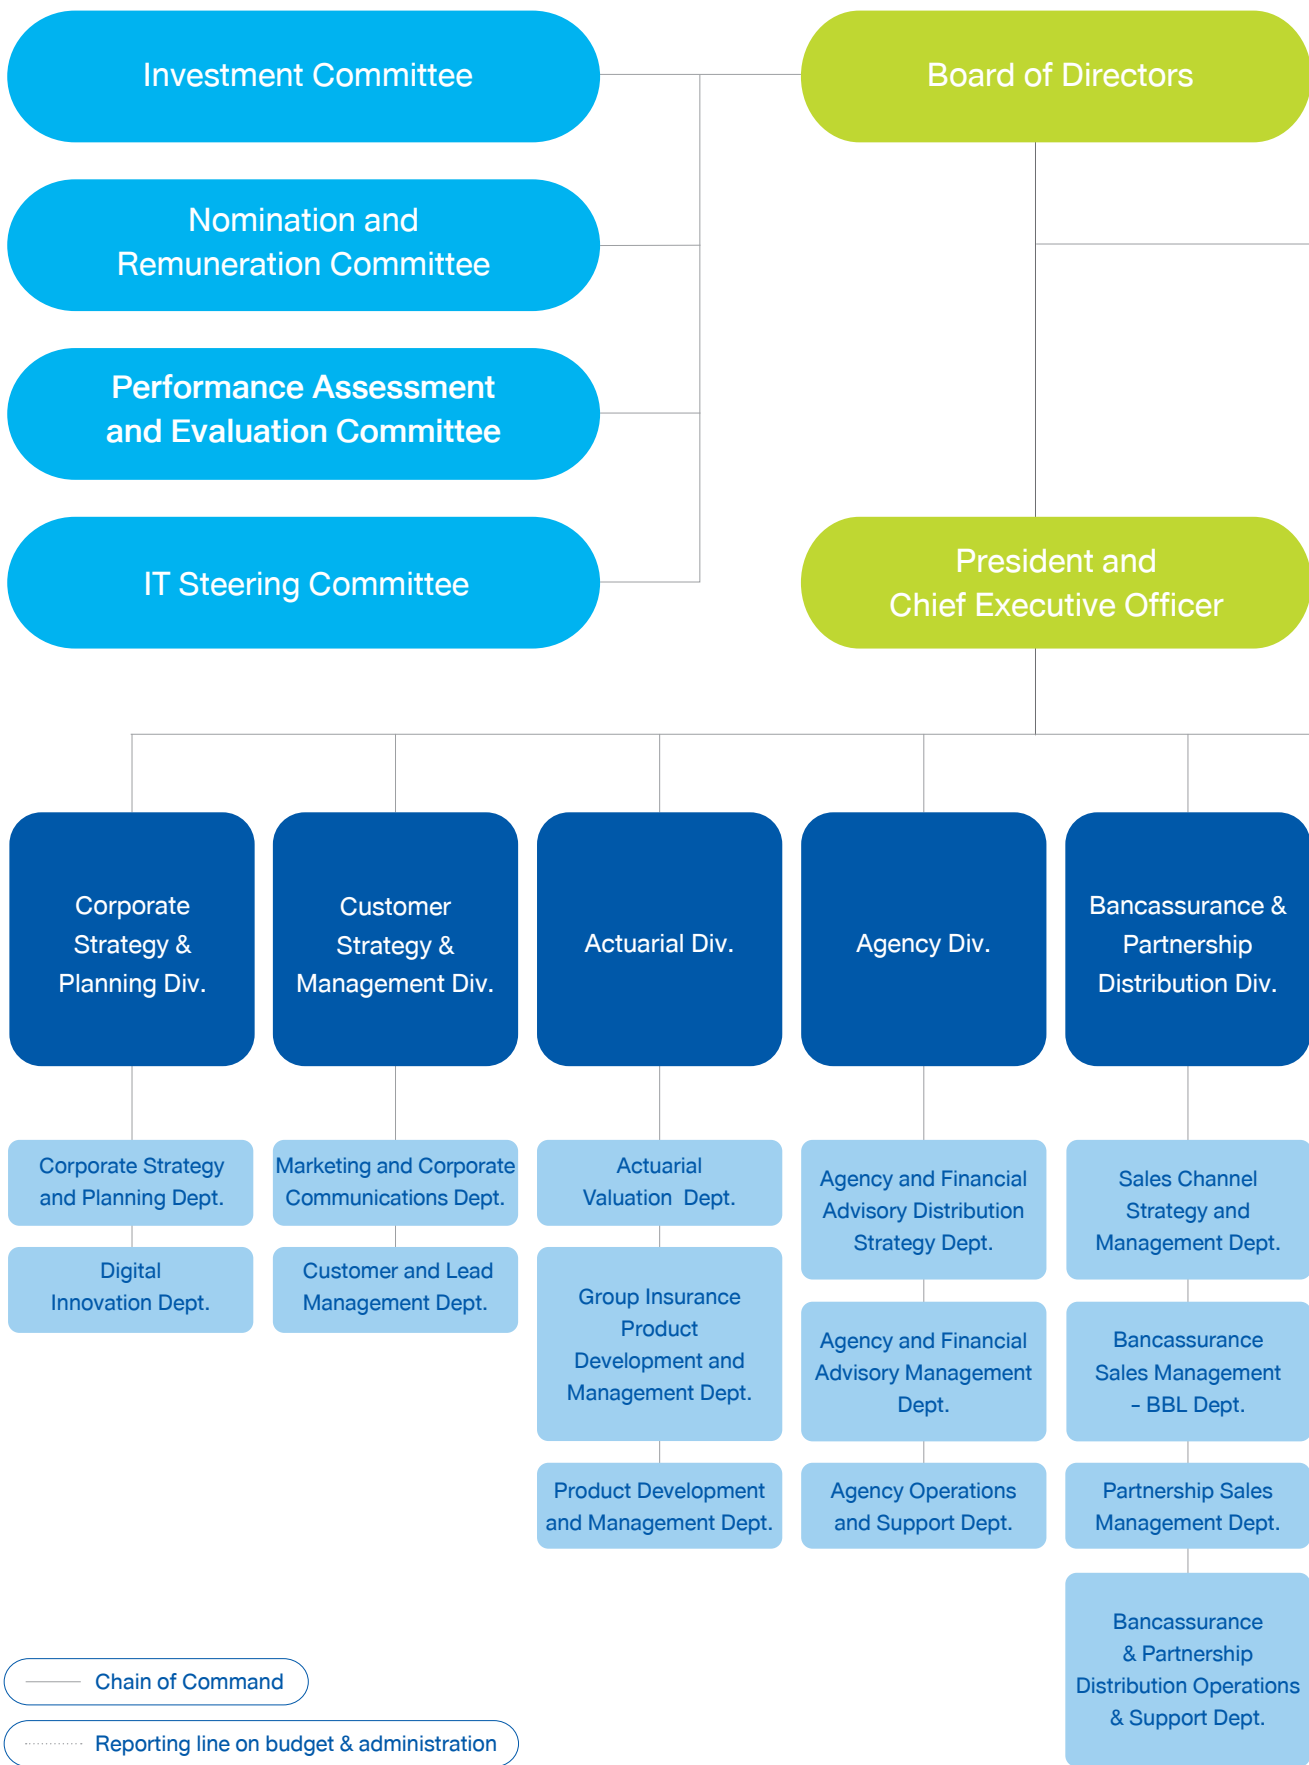 Investment Committee
Board of Directors
Nomination and
Remuneration Committee
Performance Assessment
and Evaluation Committee
IT Steering Committee
President and
Chief Executive Officer
Corporate
Strategy &
Planning Div.
Customer
Strategy &
Management Div.
Actuarial Div.
Agency Div.
Bancassurance &
Partnership
Distribution Div.
Corporate Strategy
and Planning Dept.
Digital
Innovation Dept.
Marketing and Corporate
Communications Dept.
Customer and Lead
Management Dept.
Actuarial
Valuation Dept.
Group Insurance
Product
Development and
Management Dept.
Product Development
and Management Dept.
Agency and Financial
Advisory Distribution
Strategy Dept.
Agency and Financial
Advisory Management
Dept.
Agency Operations
and Support Dept.
Sales Channel
Strategy and
Management Dept.
Bancassurance
Sales Management
- BBL Dept.
Partnership Sales
Management Dept.
Bancassurance
& Partnership
Distribution Operations
& Support Dept.
Chain of Command
Reporting line on budget & administration